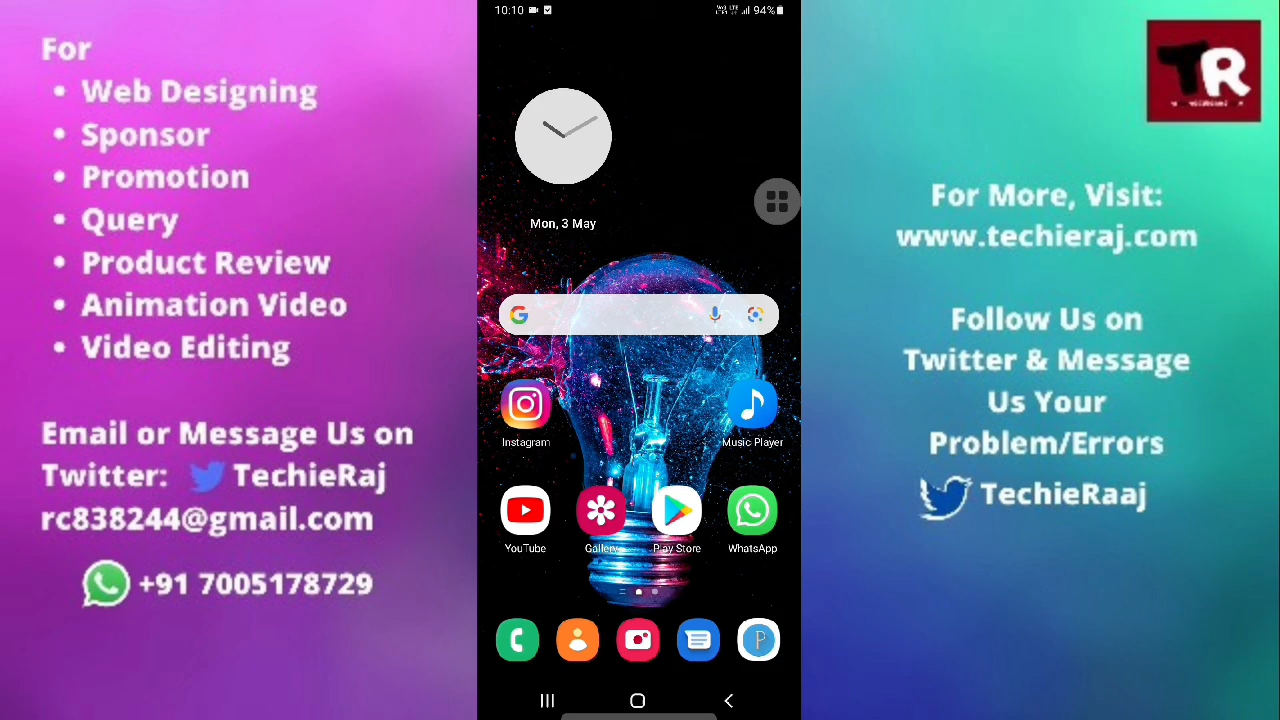 For
• Web Designing
• Sponsor
• Promotion
• Query
• Product Review
• Animation Video
• Video Editing
Email or Message Us on
Twitter: TechieRaj
rc838244@gmail.com
+91 7005178729
10:10
94%
Mon, 3 May
Instagram
Music Player
YouTube
Gallery
Play Store
WhatsApp
TR
For More, Visit:
www.techieraj.com
Follow Us on
Twitter & Message
Us Your
Problem/Errors
TechieRaaj